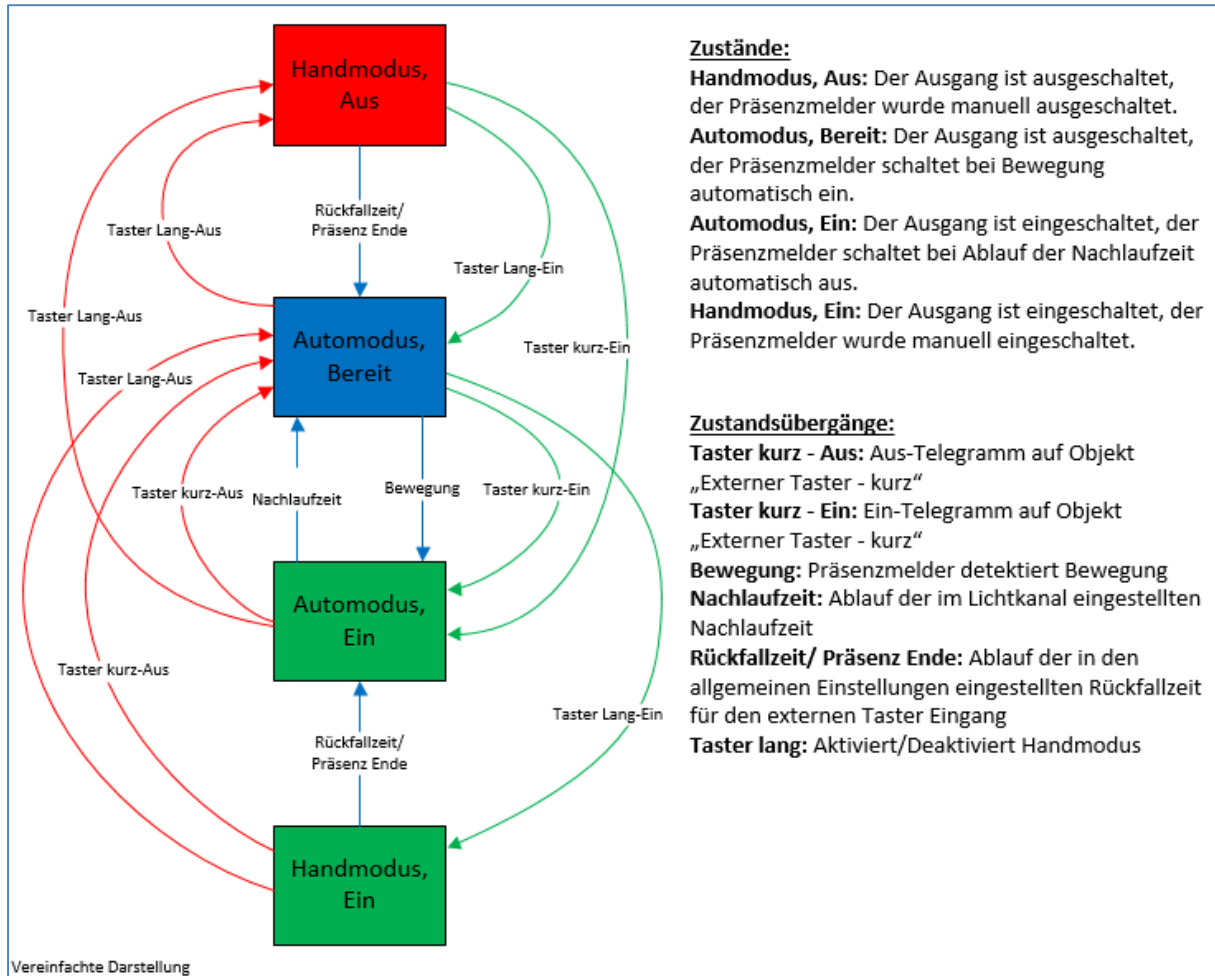 Handmodus,
Aus
Rückfallzeit/
Präsenz Ende
Taster Lang-Aus
Taster Lang-Ein
Taster Lang-Aus
Taster kurz-Ein
Automodus,
Bereit
Taster Lang-Aus
Taster kurz-Aus
Nachlaufzeit
Bewegung
Taster kurz-Ein
Automodus,
Ein
Taster kurz-Aus
Taster Lang-Ein
Rückfallzeit/
Präsenz Ende
Handmodus,
Ein
Vereinfachte Darstellung
Zustände:
Handmodus, Aus: Der Ausgang ist ausgeschaltet,
der Präsenzmelder wurde manuell ausgeschaltet.
Automodus, Bereit: Der Ausgang ist ausgeschaltet,
der Präsenzmelder schaltet bei Bewegung
automatisch ein.
Automodus, Ein: Der Ausgang ist eingeschaltet, der
Präsenzmelder schaltet bei Ablauf der Nachlaufzeit
automatisch aus.
Handmodus, Ein: Der Ausgang ist eingeschaltet, der
Präsenzmelder wurde manuell eingeschaltet.
Zustandsübergänge:
Taster kurz - Aus: Aus-Telegramm auf Objekt
„Externer Taster - kurz“
Taster kurz - Ein: Ein-Telegramm auf Objekt
„Externer Taster - kurz“
Bewegung: Präsenzmelder detektiert Bewegung
Nachlaufzeit: Ablauf der im Lichtkanal eingestellten
Nachlaufzeit
Rückfallzeit/ Präsenz Ende: Ablauf der in den
allgemeinen Einstellungen eingestellten Rückfallzeit
für den externen Taster Eingang
Taster lang: Aktiviert/Deaktiviert Handmodus